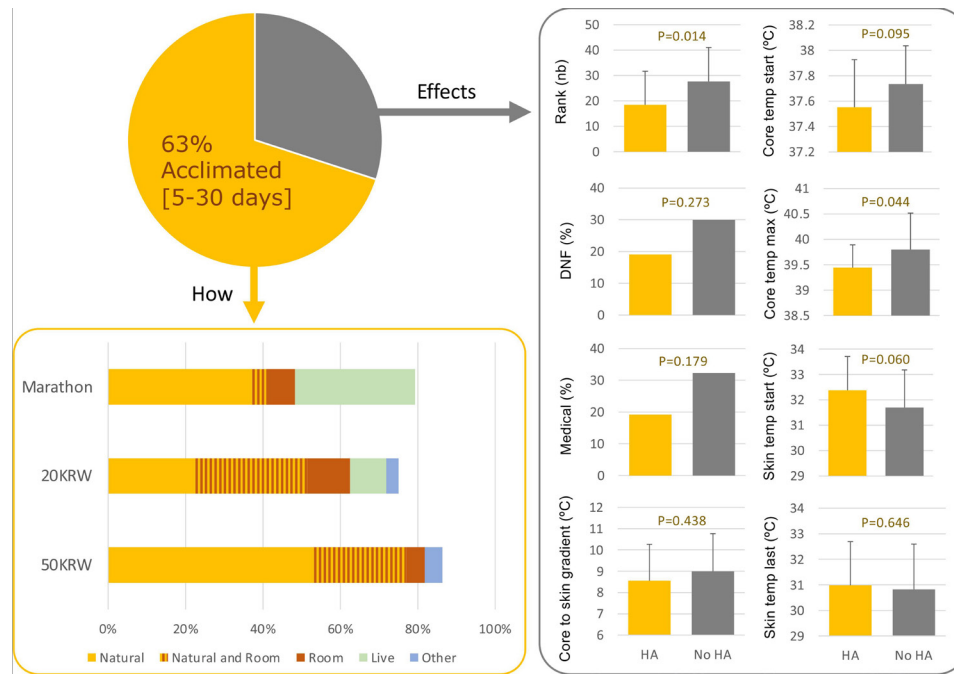 63%
Acclimated
[5-30 days]
Effects
How
Marathon
20KRW
50KRW
0% 20% 40% 60% 80% 100%
Natural Natural and Room Room Live Other
Rank (nb)
50
40
30
20
10
0
P=0.014
Core temp start (ºC)
38.2
38
37.8
37.6
37.4
37.2
P=0.095
DNF (%)
40
30
20
10
0
P=0.273
Core temp max (ºC)
41
40.5
40
39.5
39
38.5
P=0.044
Medical (%)
40
30
20
10
0
P=0.179
Skin temp start (ºC)
34
33
32
31
30
29
P=0.060
Core to skin gradient (ºC)
12
11
10
9
8
7
6
P=0.438
HA No HA
Skin temp last (ºC)
34
33
32
31
30
29
P=0.646
HA No HA